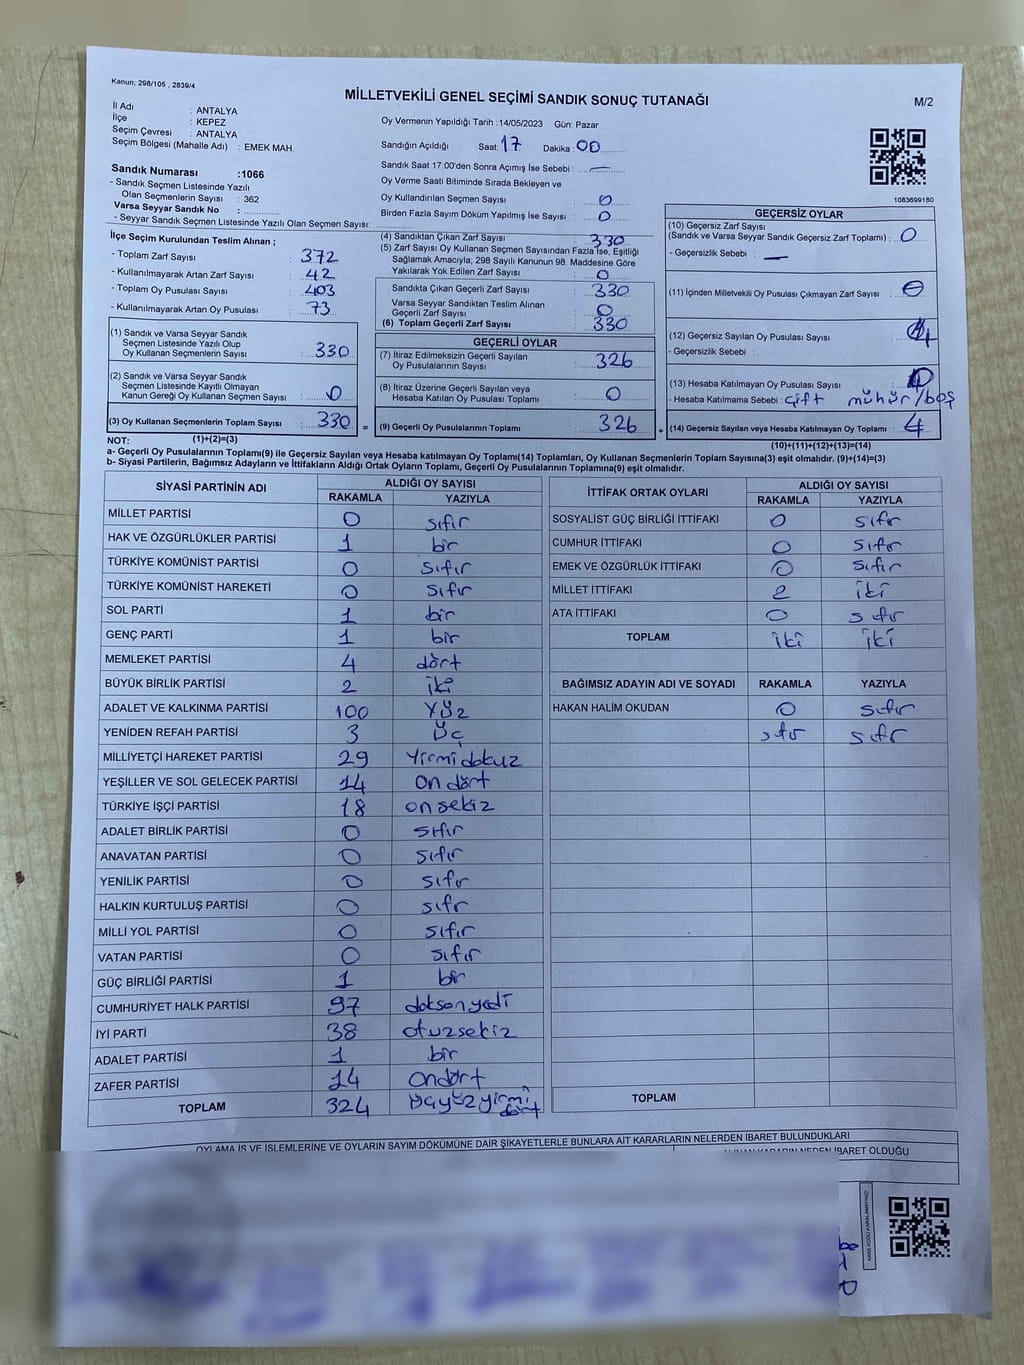 Kanun; 298/105 , 2839/4
MİLLETVEKİLİ GENEL SEÇİMİ SANDIK SONUÇ TUTANAĞI
M/2
İl Adı : ANTALYA
İlçe : KEPEZ
Seçim Çevresi : ANTALYA
Seçim Bölgesi (Mahalle Adı) : EMEK MAH.
Oy Vermenin Yapıldığı Tarih :14/05/2023 Gün: Pazar
Sandığın Açıldığı Saat: 17 Dakika : 00
Sandık Saat 17:00'den Sonra Açımış İse Sebebi : —
Oy Verme Saati Bitiminde Sırada Bekleyen ve
Oy Kullandırılan Seçmen Sayısı : 0
Birden Fazla Sayım Döküm Yapılmış İse Sayısı : 0
1083699180
Sandık Numarası :1066
- Sandık Seçmen Listesinde Yazılı
Olan Seçmenlerin Sayısı : 362
Varsa Seyyar Sandık No :
- Seyyar Sandık Seçmen Listesinde Yazılı Olan Seçmen Sayısı:
İlçe Seçim Kurulundan Teslim Alınan ;
- Toplam Zarf Sayısı : 372
- Kullanılmayarak Artan Zarf Sayısı : 42
- Toplam Oy Pusulası Sayısı : 403
- Kullanılmayarak Artan Oy Pusulası : 73
(1) Sandık ve Varsa Seyyar Sandık
Seçmen Listesinde Yazılı Olup
Oy Kullanan Seçmenlerin Sayısı : 330
(2) Sandık ve Varsa Seyyar Sandık
Seçmen Listesinde Kayıtlı Olmayan
Kanun Gereği Oy Kullanan Seçmen Sayısı : 0
(3) Oy Kullanan Seçmenlerin Toplam Sayısı : 330 =
(4) Sandıktan Çıkan Zarf Sayısı : 330
(5) Zarf Sayısı Oy Kullanan Seçmen Sayısından Fazla İse, Eşitliği
Sağlamak Amacıyla; 298 Sayılı Kanunun 98. Maddesine Göre
Yakılarak Yok Edilen Zarf Sayısı : 0
Sandıkta Çıkan Geçerli Zarf Sayısı : 330
Varsa Seyyar Sandıktan Teslim Alınan
Geçerli Zarf Sayısı : 0
(6) Toplam Geçerli Zarf Sayısı : 330
GEÇERLİ OYLAR
(7) İtiraz Edilmeksizin Geçerli Sayılan
Oy Pusulalarının Sayısı : 326
(8) İtiraz Üzerine Geçerli Sayılan veya
Hesaba Katılan Oy Pusulası Toplamı : 0
(9) Geçerli Oy Pusulalarının Toplamı : 326 +
GEÇERSİZ OYLAR
(10) Geçersiz Zarf Sayısı
(Sandık ve Varsa Seyyar Sandık Geçersiz Zarf Toplamı) : 0
- Geçersizlik Sebebi : —
(11) İçinden Milletvekili Oy Pusulası Çıkmayan Zarf Sayısı : 0
(12) Geçersiz Sayılan Oy Pusulası Sayısı : 4
- Geçersizlik Sebebi :
(13) Hesaba Katılmayan Oy Pusulası Sayısı : 0
- Hesaba Katılmama Sebebi : çift mühür/boş
(14) Geçersiz Sayılan veya Hesaba Katılmayan Oy Toplamı : 4
NOT: (1)+(2)=(3)
(10)+(11)+(12)+(13)=(14)
a- Geçerli Oy Pusulalarının Toplamı(9) ile Geçersiz Sayılan veya Hesaba katılmayan Oy Toplamı(14) Toplamları, Oy Kullanan Seçmenlerin Toplam Sayısına(3) eşit olmalıdır. (9)+(14)=(3)
b- Siyasi Partilerin, Bağımsız Adayların ve İttifakların Aldığı Ortak Oyların Toplamı, Geçerli Oy Pusulalarının Toplamına(9) eşit olmalıdır.
SİYASİ PARTİNİN ADI ALDIĞI OY SAYISI
RAKAMLA YAZIYLA
MİLLET PARTİSİ 0 sıfır
HAK VE ÖZGÜRLÜKLER PARTİSİ 1 bir
TÜRKİYE KOMÜNİST PARTİSİ 0 sıfır
TÜRKİYE KOMÜNİST HAREKETİ 0 sıfır
SOL PARTİ 1 bir
GENÇ PARTİ 1 bir
MEMLEKET PARTİSİ 4 dört
BÜYÜK BİRLİK PARTİSİ 2 iki
ADALET VE KALKINMA PARTİSİ 100 yüz
YENİDEN REFAH PARTİSİ 3 üç
MİLLİYETÇİ HAREKET PARTİSİ 29 yirmidokuz
YEŞİLLER VE SOL GELECEK PARTİSİ 14 on dört
TÜRKİYE İŞÇİ PARTİSİ 18 onsekiz
ADALET BİRLİK PARTİSİ 0 sıfır
ANAVATAN PARTİSİ 0 sıfır
YENİLİK PARTİSİ 0 sıfır
HALKIN KURTULUŞ PARTİSİ 0 sıfır
MİLLİ YOL PARTİSİ 0 sıfır
VATAN PARTİSİ 0 sıfır
GÜÇ BİRLİĞİ PARTİSİ 1 bir
CUMHURİYET HALK PARTİSİ 97 doksanyedi
İYİ PARTİ 38 otuzsekiz
ADALET PARTİSİ 1 bir
ZAFER PARTİSİ 14 ondört
TOPLAM 324 üçyüzyirmi dört
İTTİFAK ORTAK OYLARI ALDIĞI OY SAYISI
RAKAMLA YAZIYLA
SOSYALİST GÜÇ BİRLİĞİ İTTİFAKI 0 sıfır
CUMHUR İTTİFAKI 0 sıfır
EMEK VE ÖZGÜRLÜK İTTİFAKI 0 sıfır
MİLLET İTTİFAKI 2 iki
ATA İTTİFAKI 0 sıfır
TOPLAM iki iki
BAĞIMSIZ ADAYIN ADI VE SOYADI RAKAMLA YAZIYLA
HAKAN HALİM OKUDAN 0 sıfır
sıfır sıfır
TOPLAM
OYLAMA İŞ VE İŞLEMLERİNE VE OYLARIN SAYIM DÖKÜMÜNE DAİR ŞİKAYETLERLE BUNLARA AİT KARARLARIN NELERDEN İBARET BULUNDUKLARI
ALINAN KARARIN NEDEN İBARET OLDUĞU
KARE KODU KARALAMAYINIZ!